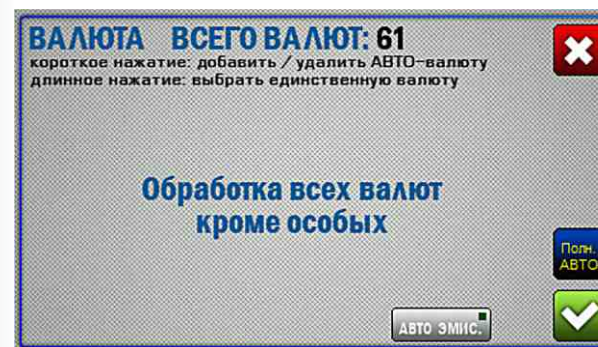 ВАЛЮТА ВСЕГО ВАЛЮТ: 61
короткое нажатие: добавить / удалить АВТО-валюту
длинное нажатие: выбрать единственную валюту
Обработка всех валют
кроме особых
Полн.
АВТО
АВТО ЭМИС.